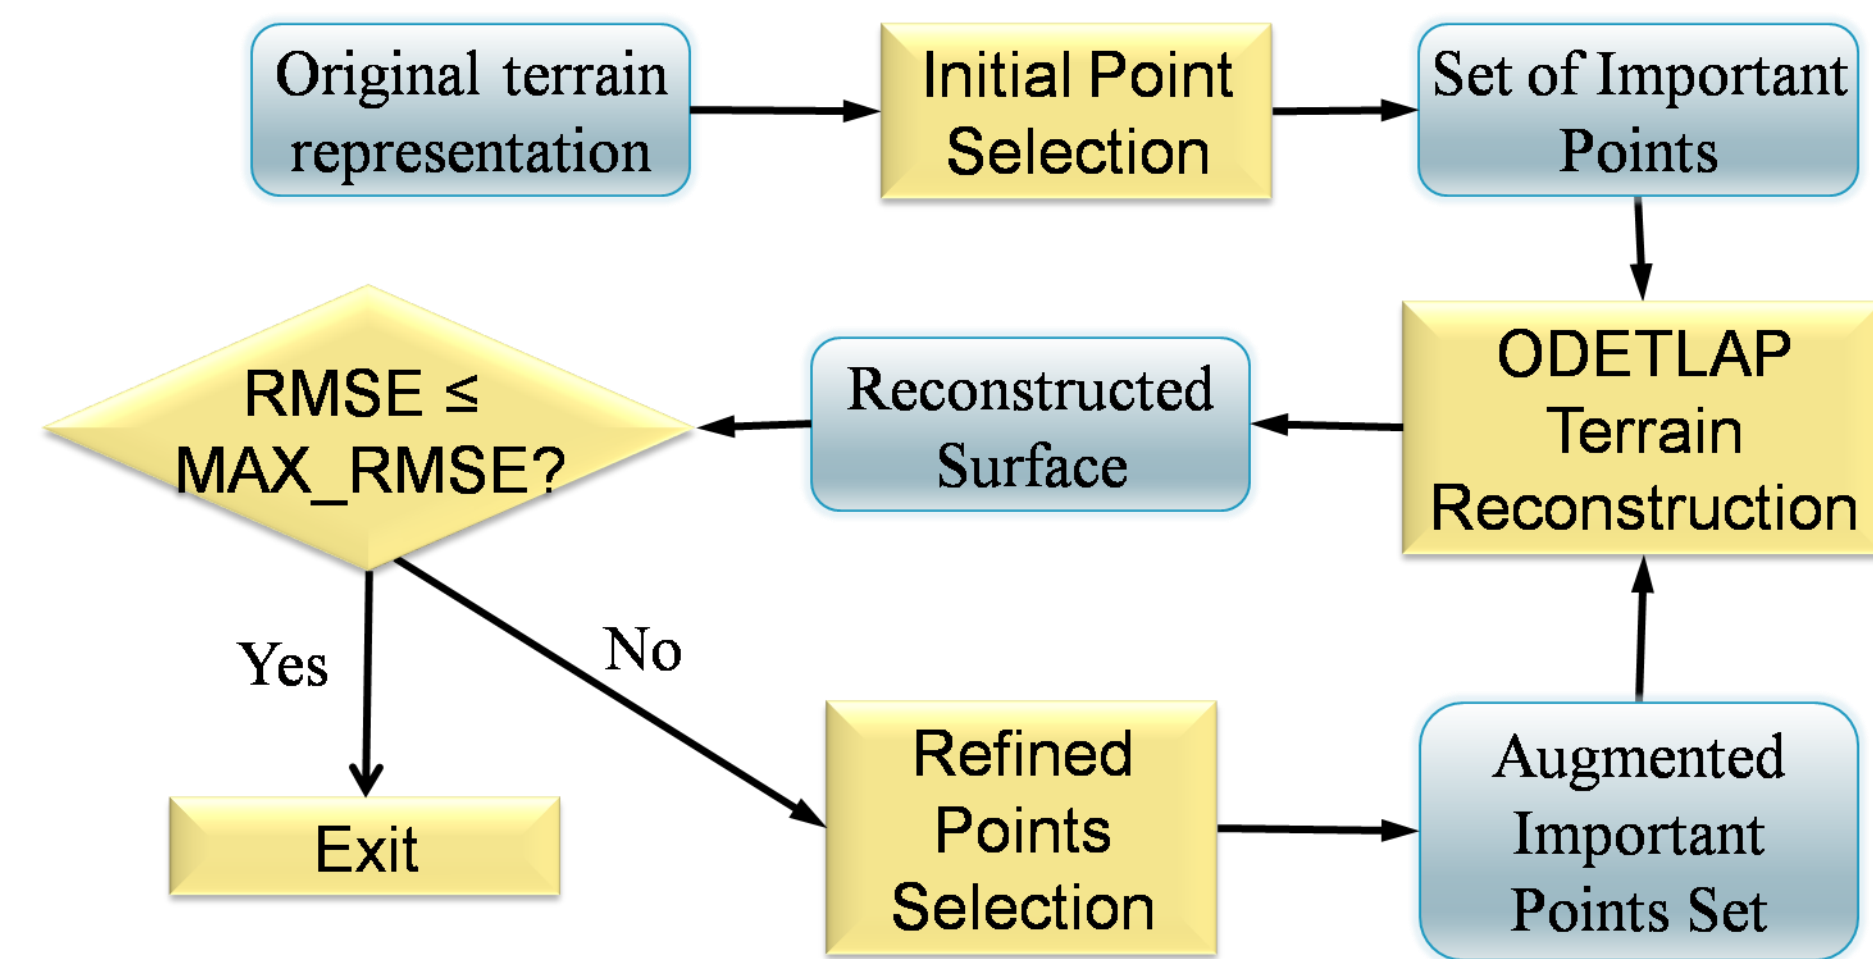 Original terrain
representation
Initial Point
Selection
Set of Important
Points
RMSE ≤
MAX_RMSE?
Reconstructed
Surface
ODETLAP
Terrain
Reconstruction
Yes
No
Exit
Refined
Points
Selection
Augmented
Important
Points Set